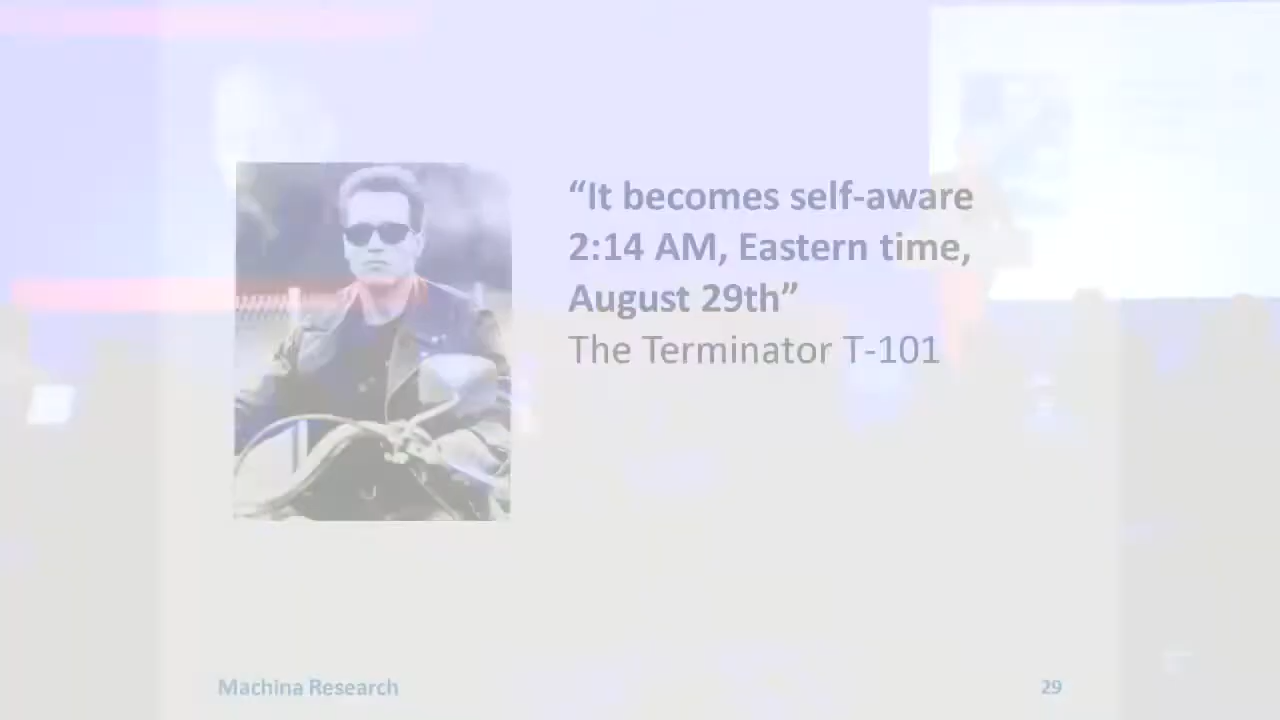 “It becomes self-aware
2:14 AM, Eastern time,
August 29th”
The Terminator T-101
Machina Research
29